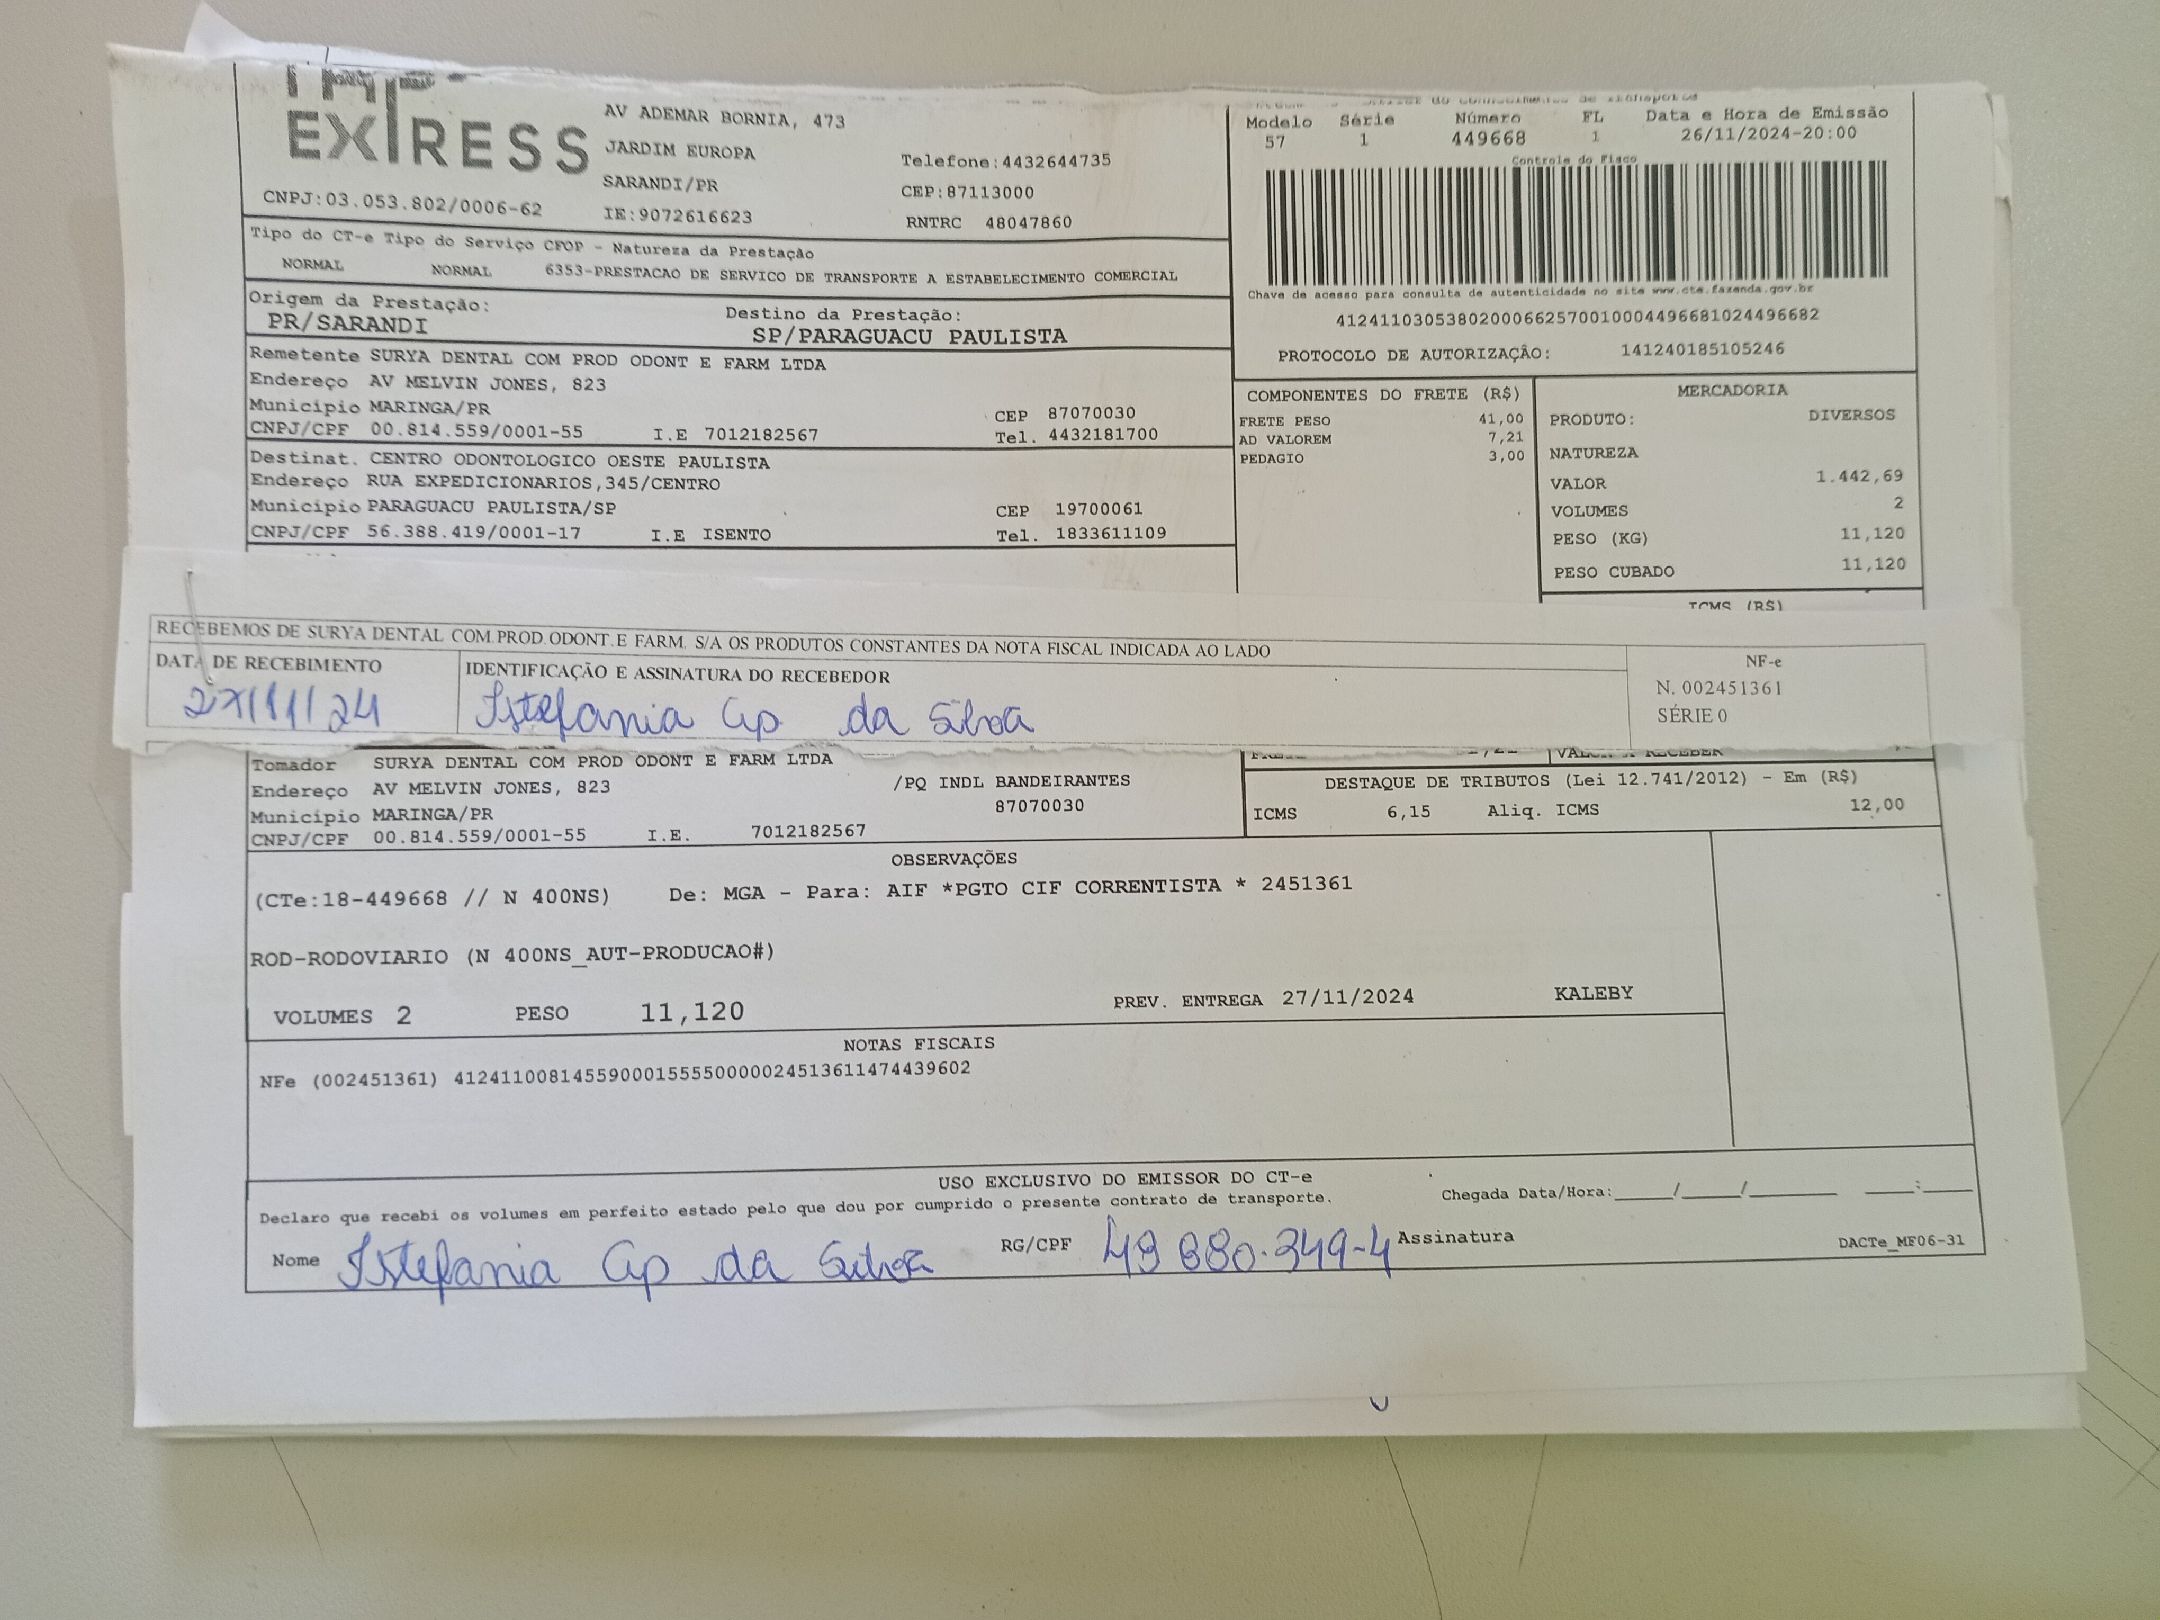 EXPRESS
AV ADEMAR BORNIA, 473
JARDIM EUROPA
SARANDI/PR
IE:9072616623
Telefone:4432644735
CEP:87113000
RNTRC 48047860
CNPJ:03.053.802/0006-62
Modelo Série Número FL Data e Hora de Emissão
57 1 449668 1 26/11/2024-20:00
Controle do Fisco
Tipo do CT-e Tipo do Serviço CFOP - Natureza da Prestação
NORMAL NORMAL 6353-PRESTACAO DE SERVICO DE TRANSPORTE A ESTABELECIMENTO COMERCIAL
Chave de acesso para consulta de autenticidade no site www.cte.fazenda.gov.br
41241103053802000662570010004496681024496682
PROTOCOLO DE AUTORIZAÇÃO: 141240185105246
Origem da Prestação: Destino da Prestação:
PR/SARANDI SP/PARAGUACU PAULISTA
Remetente SURYA DENTAL COM PROD ODONT E FARM LTDA
Endereço AV MELVIN JONES, 823
Município MARINGA/PR CEP 87070030
CNPJ/CPF 00.814.559/0001-55 I.E 7012182567 Tel. 4432181700
Destinat. CENTRO ODONTOLOGICO OESTE PAULISTA
Endereço RUA EXPEDICIONARIOS,345/CENTRO
Município PARAGUACU PAULISTA/SP CEP 19700061
CNPJ/CPF 56.388.419/0001-17 I.E ISENTO Tel. 1833611109
COMPONENTES DO FRETE (R$)
FRETE PESO 41,00
AD VALOREM 7,21
PEDAGIO 3,00
MERCADORIA
PRODUTO: DIVERSOS
NATUREZA
VALOR 1.442,69
VOLUMES 2
PESO (KG) 11,120
PESO CUBADO 11,120
ICMS (R$)
RECEBEMOS DE SURYA DENTAL COM.PROD.ODONT.E FARM. S/A OS PRODUTOS CONSTANTES DA NOTA FISCAL INDICADA AO LADO
DATA DE RECEBIMENTO IDENTIFICAÇÃO E ASSINATURA DO RECEBEDOR
27/11/24 Istefania Ap da Silva
NF-e
N. 002451361
SÉRIE 0
VALOR A RECEBER
Tomador SURYA DENTAL COM PROD ODONT E FARM LTDA
Endereço AV MELVIN JONES, 823 /PQ INDL BANDEIRANTES
Município MARINGA/PR 87070030
CNPJ/CPF 00.814.559/0001-55 I.E. 7012182567
DESTAQUE DE TRIBUTOS (Lei 12.741/2012) - Em (R$)
ICMS 6,15 Aliq. ICMS 12,00
OBSERVAÇÕES
(CTe:18-449668 // N 400NS) De: MGA - Para: AIF *PGTO CIF CORRENTISTA * 2451361
ROD-RODOVIARIO (N 400NS_AUT-PRODUCAO#)
VOLUMES 2 PESO 11,120 PREV. ENTREGA 27/11/2024 KALEBY
NOTAS FISCAIS
NFe (002451361) 41241100814559000155550000024513611474439602
USO EXCLUSIVO DO EMISSOR DO CT-e
Declaro que recebi os volumes em perfeito estado pelo que dou por cumprido o presente contrato de transporte.
Chegada Data/Hora:____/____/________ ____:____
Nome Istefania Ap da Silva RG/CPF 49 680.349-4 Assinatura
DACTe_MF06-31